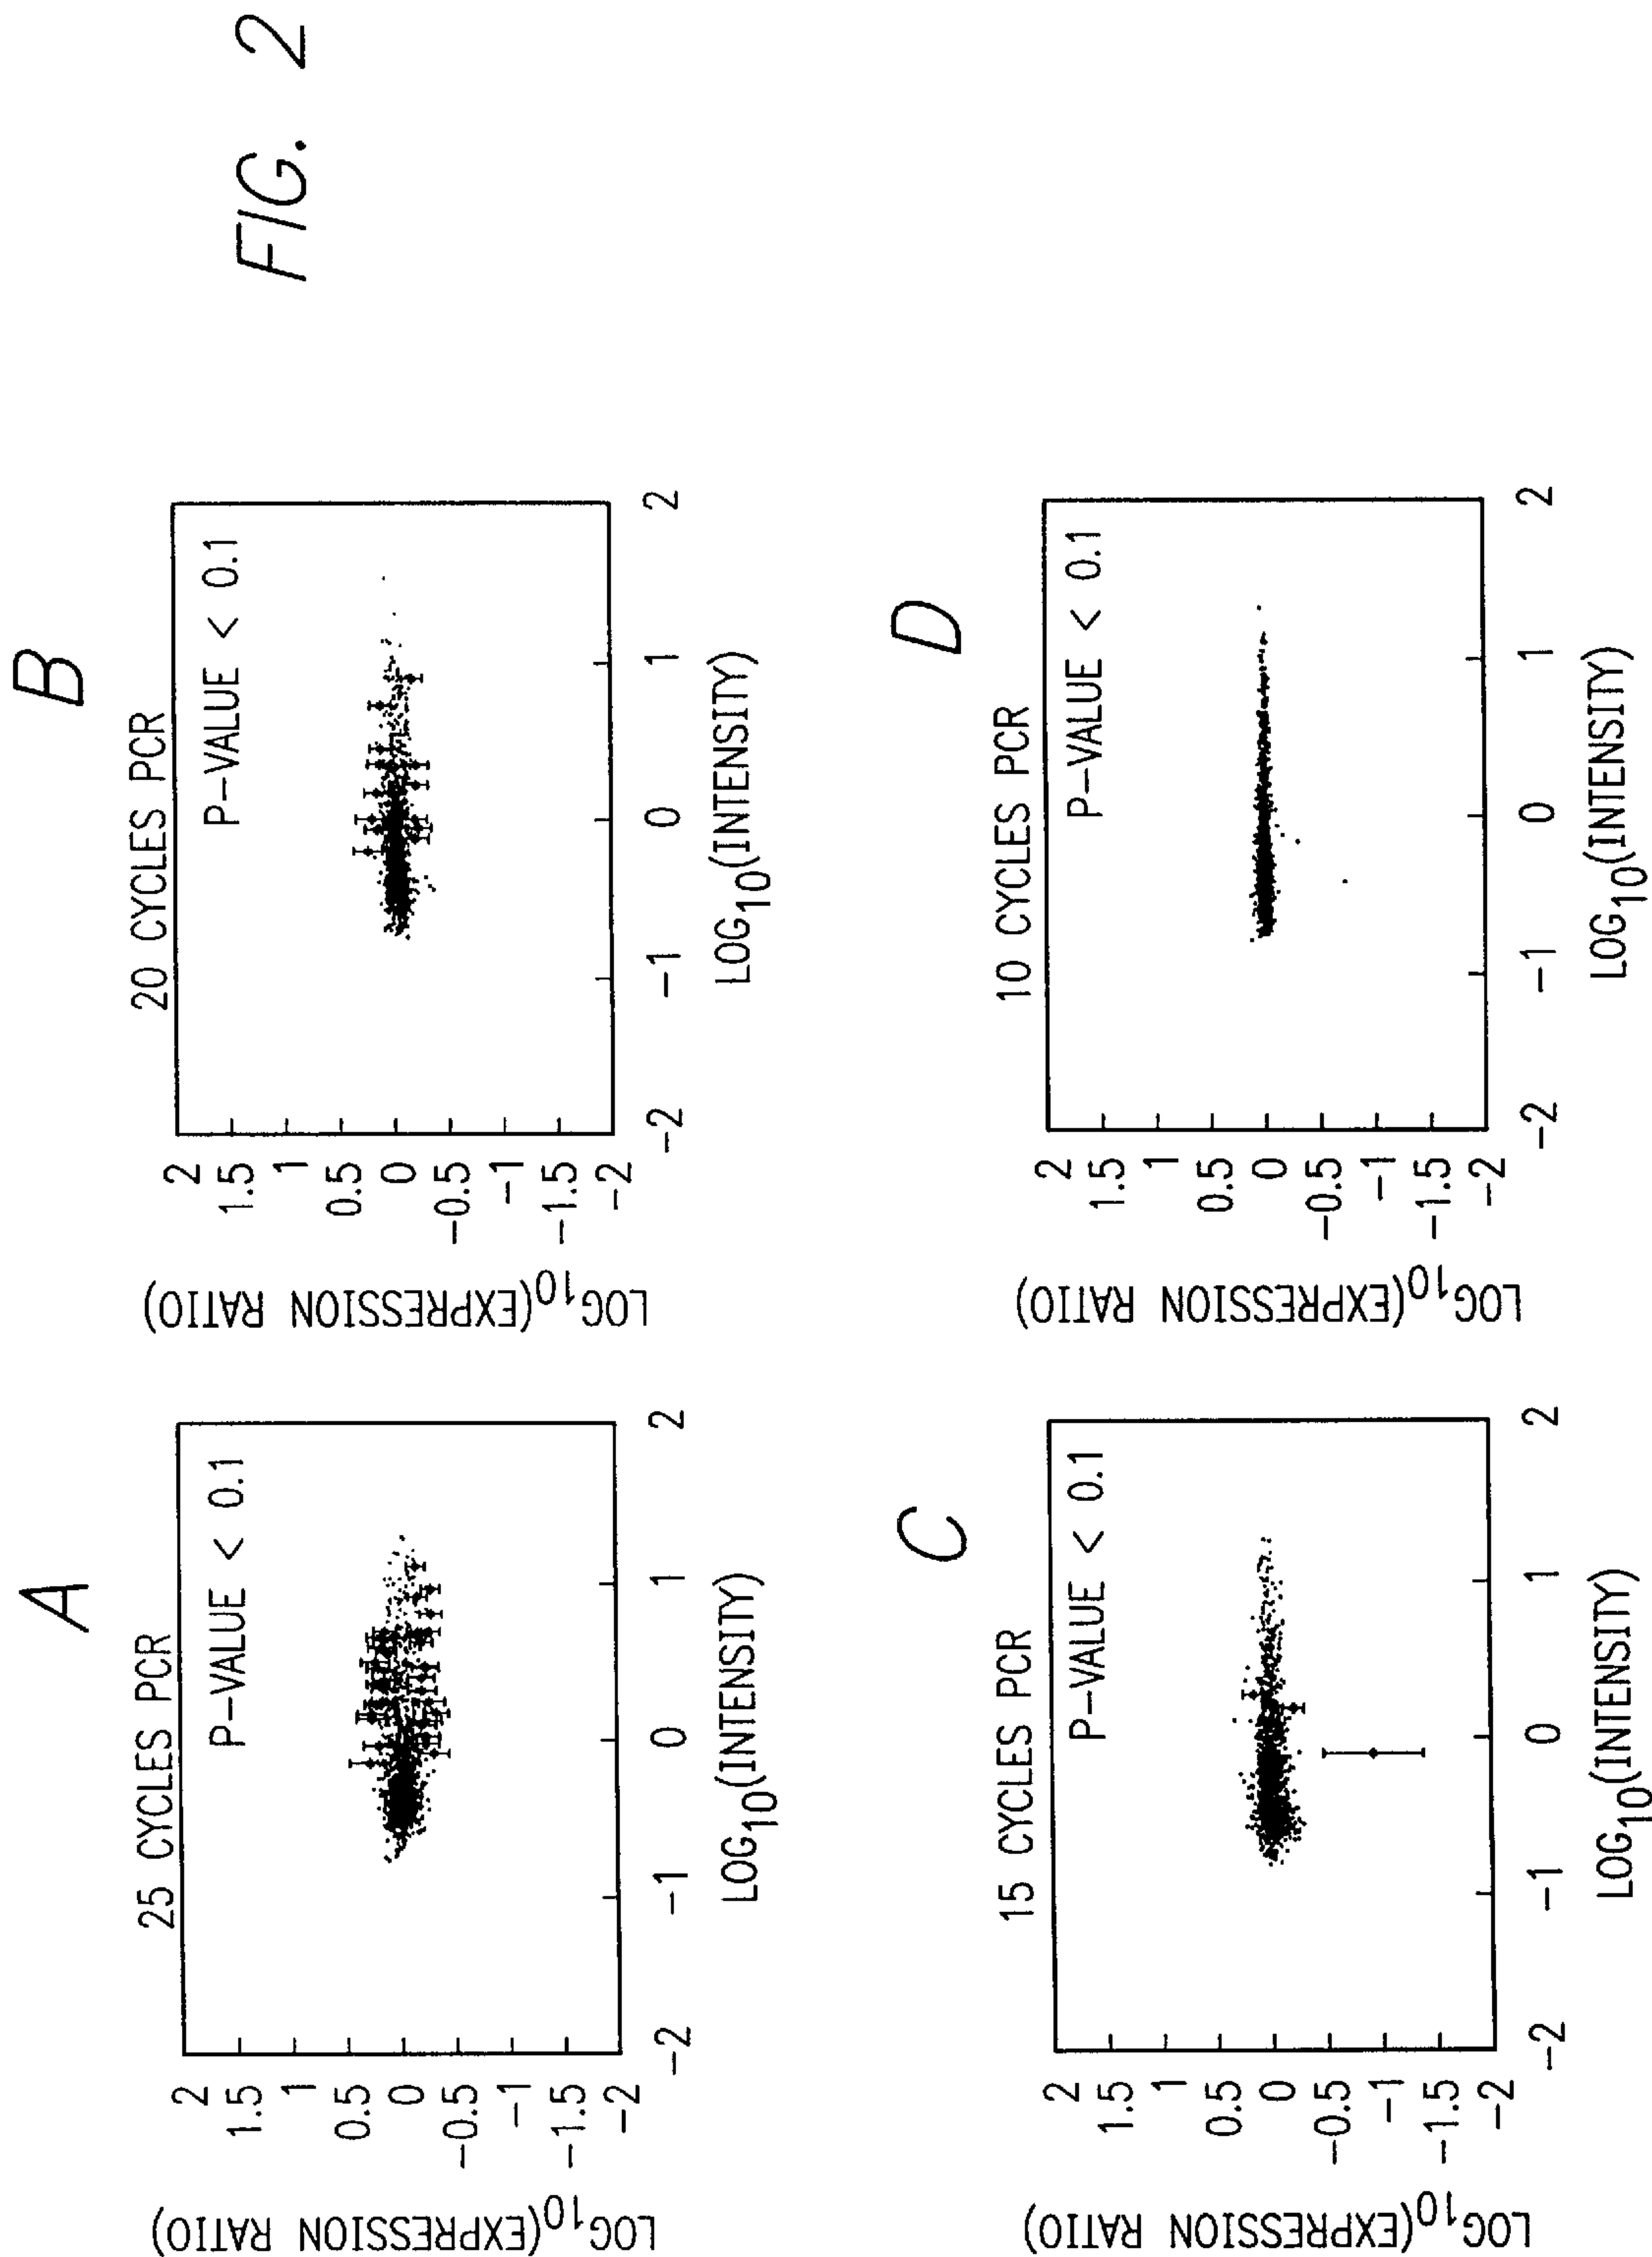 FIG. 2
A
25 CYCLES PCR
P-VALUE < 0.1
2
1.5
1
0.5
0
-0.5
-1
-1.5
-2
LOG10(EXPRESSION RATIO)
-2 -1 0 1 2
LOG10(INTENSITY)
B
20 CYCLES PCR
P-VALUE < 0.1
2
1.5
1
0.5
0
-0.5
-1
-1.5
-2
LOG10(EXPRESSION RATIO)
-2 -1 0 1 2
LOG10(INTENSITY)
C
15 CYCLES PCR
P-VALUE < 0.1
2
1.5
1
0.5
0
-0.5
-1
-1.5
-2
LOG10(EXPRESSION RATIO)
-2 -1 0 1 2
LOG10(INTENSITY)
D
10 CYCLES PCR
P-VALUE < 0.1
2
1.5
1
0.5
0
-0.5
-1
-1.5
-2
LOG10(EXPRESSION RATIO)
-2 -1 0 1 2
LOG10(INTENSITY)